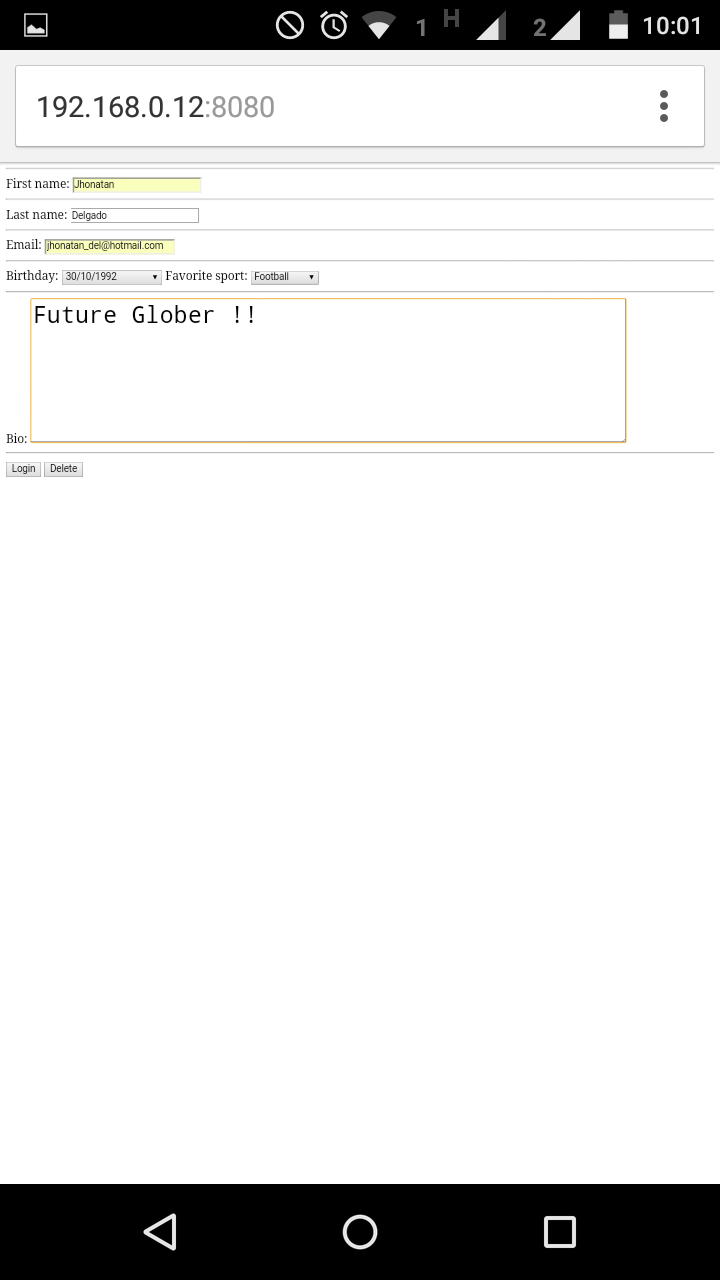 1 H 2 10:01
192.168.0.12:8080
First name: Jhonatan
Last name: Delgado
Email: jhonatan_del@hotmail.com
Birthday: 30/10/1992 Favorite sport: Football
Future Glober !!
Bio:
Login Delete